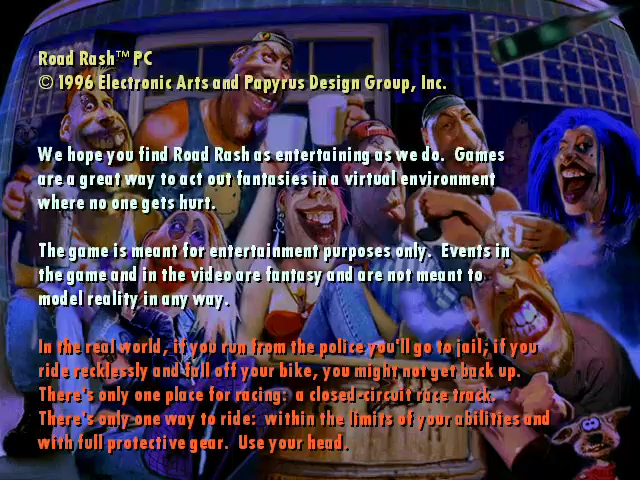 Road Rash™ PC
© 1996 Electronic Arts and Papyrus Design Group, Inc.
We hope you find Road Rash as entertaining as we do. Games
are a great way to act out fantasies in a virtual environment
where no one gets hurt.
The game is meant for entertainment purposes only. Events in
the game and in the video are fantasy and are not meant to
model reality in any way.
In the real world, if you run from the police you'll go to jail; if you
ride recklessly and fall off your bike, you might not get back up.
There's only one place for racing: a closed-circuit race track.
There's only one way to ride: within the limits of your abilities and
with full protective gear. Use your head.